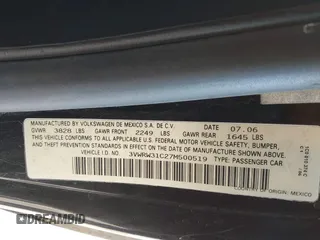 MANUFACTURED BY VOLKSWAGEN DE MEXICO S.A. DE C.V. 07.06
GVWR 3828 LBS GAWR FRONT 2249 LBS GAWR REAR 1645 LBS
THIS VEHICLE CONFORMS TO ALL APPLICABLE U.S. FEDERAL MOTOR VEHICLE SAFETY, BUMPER,
AND THEFT PREVENTION STANDARDS IN EFFECT ON THE DATE OF MANUFACTURE SHOWN ABOVE.
VEHICLE I.D.: 3VWRW31C27M500519 TYPE: PASSENGER CAR
COUNTRY OF ORIGIN: MEXICO
DREAMBID